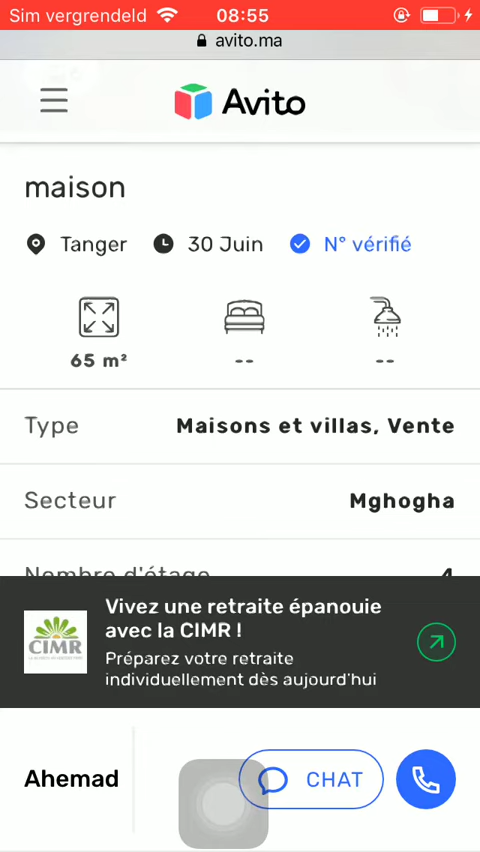 Sim vergrendeld 08:55
avito.ma
Avito
maison
Tanger 30 Juin N° vérifié
65 m² -- --
Type Maisons et villas, Vente
Secteur Mghogha
Nombre d'étage 4
Vivez une retraite épanouie
avec la CIMR !
CIMR
Préparez votre retraite
individuellement dès aujourd'hui
Ahemad CHAT